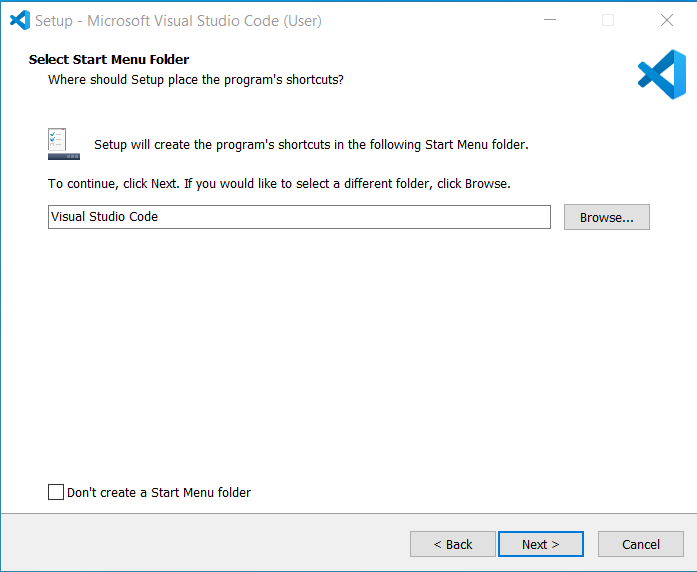 Setup - Microsoft Visual Studio Code (User)
Select Start Menu Folder
Where should Setup place the program's shortcuts?
Setup will create the program's shortcuts in the following Start Menu folder.
To continue, click Next. If you would like to select a different folder, click Browse.
Visual Studio Code
Browse...
Don't create a Start Menu folder
< Back
Next >
Cancel